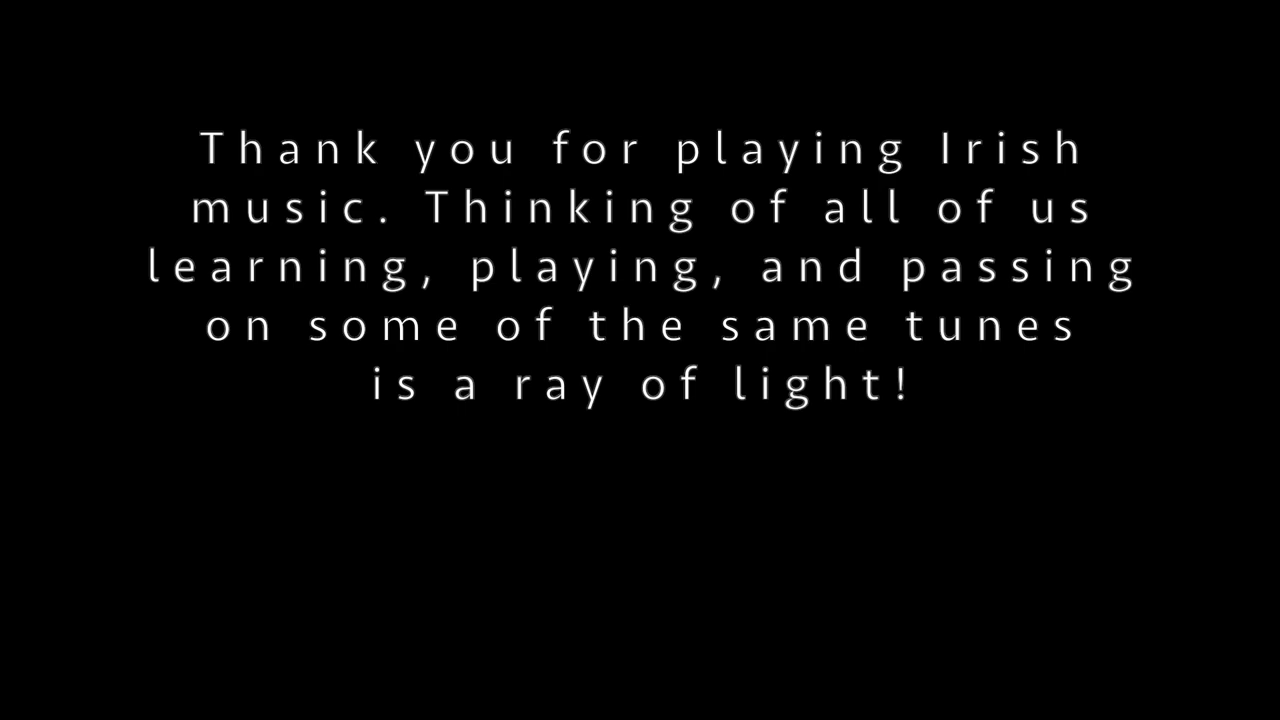 Thank you for playing Irish
music. Thinking of all of us
learning, playing, and passing
on some of the same tunes
is a ray of light!